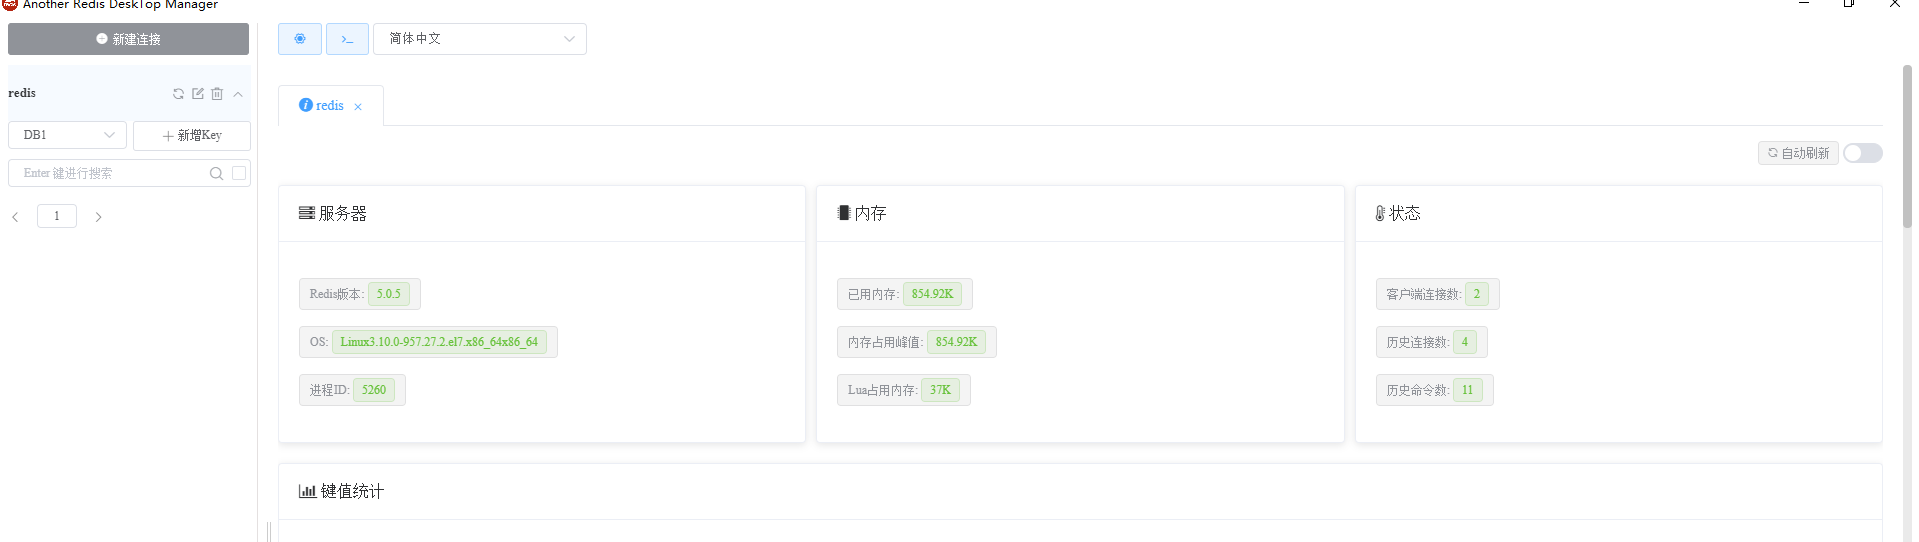 Another Redis DeskTop Manager
新建连接
简体中文
redis
redis
DB1
新增Key
Enter 键进行搜索
1
自动刷新
服务器
Redis版本: 5.0.5
OS: Linux3.10.0-957.27.2.el7.x86_64x86_64
进程ID: 5260
内存
已用内存: 854.92K
内存占用峰值: 854.92K
Lua占用内存: 37K
状态
客户端连接数: 2
历史连接数: 4
历史命令数: 11
键值统计